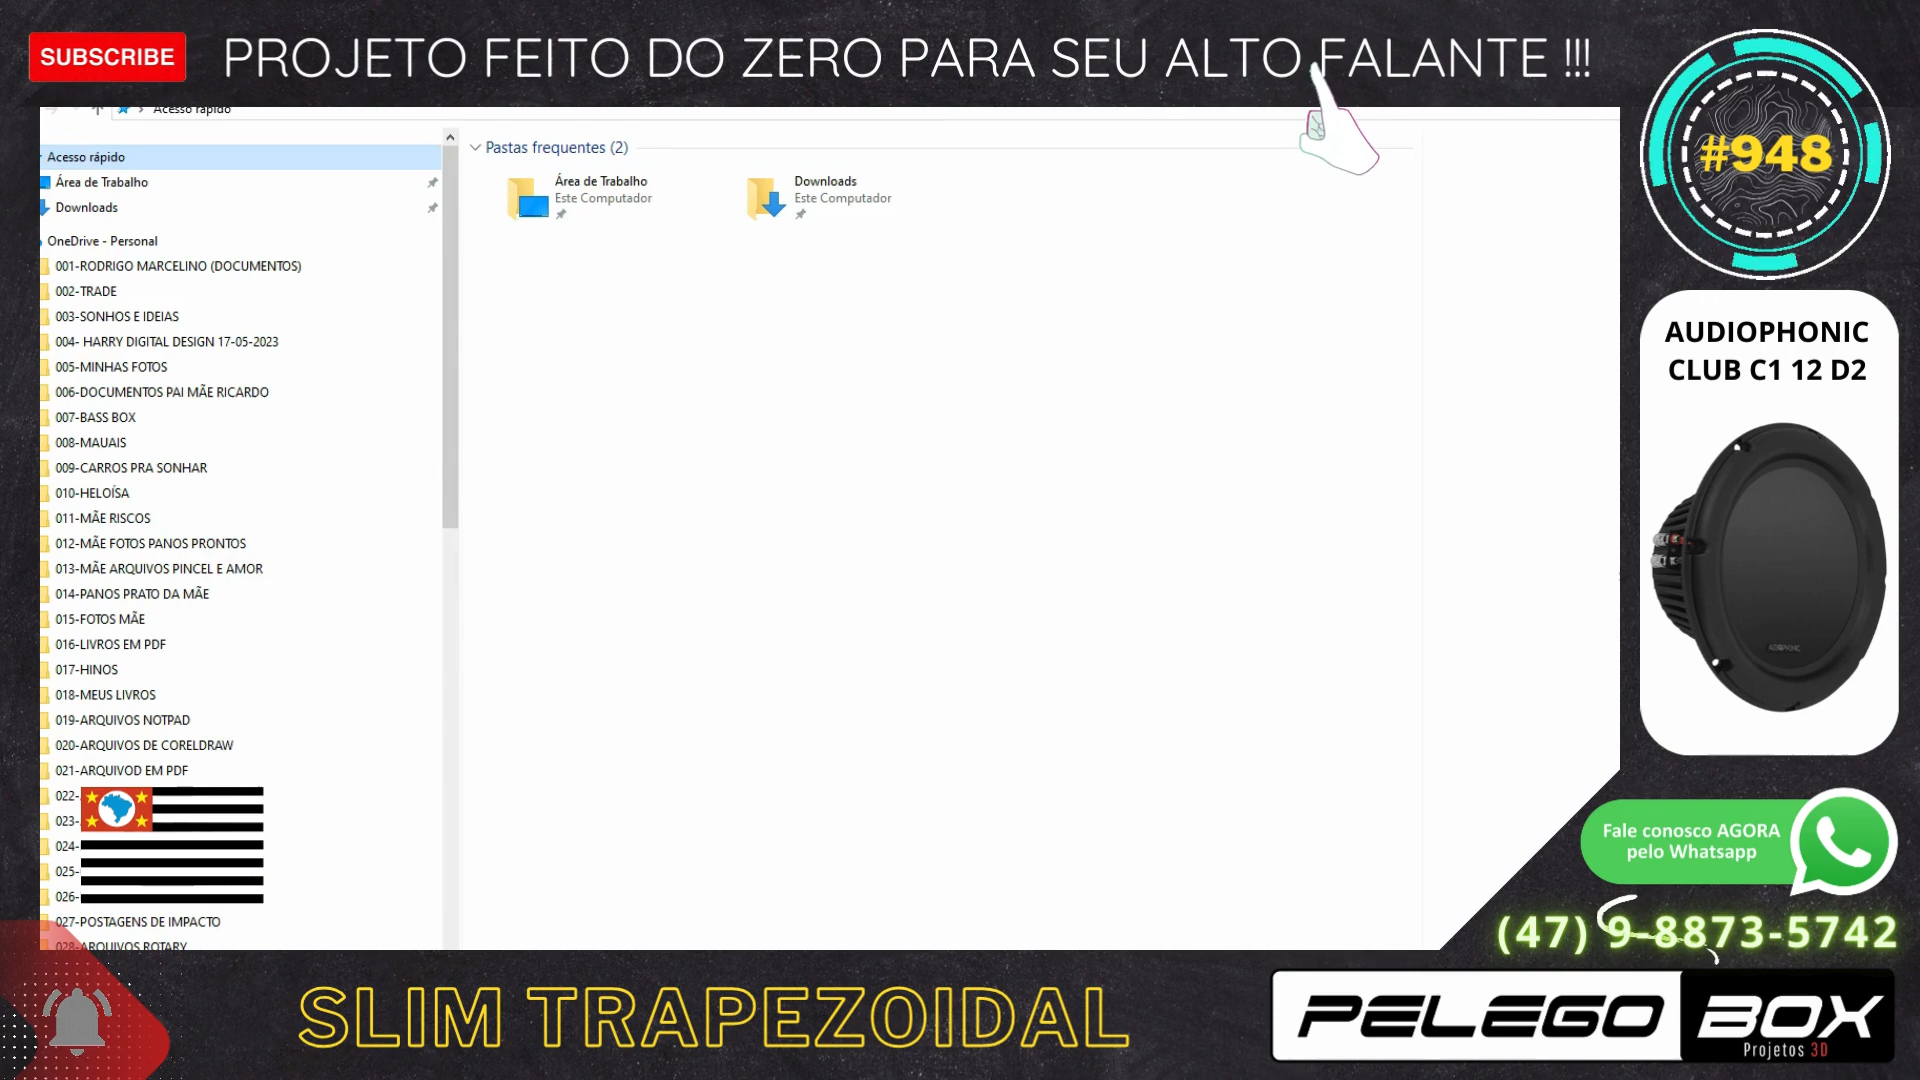 SUBSCRIBE
PROJETO FEITO DO ZERO PARA SEU ALTO FALANTE !!!
#948
Acesso rápido
Acesso rápido
Área de Trabalho
Downloads
OneDrive - Personal
001-RODRIGO MARCELINO (DOCUMENTOS)
002-TRADE
003-SONHOS E IDEIAS
004- HARRY DIGITAL DESIGN 17-05-2023
005-MINHAS FOTOS
006-DOCUMENTOS PAI MÃE RICARDO
007-BASS BOX
008-MAUAIS
009-CARROS PRA SONHAR
010-HELOÍSA
011-MÃE RISCOS
012-MÃE FOTOS PANOS PRONTOS
013-MÃE ARQUIVOS PINCEL E AMOR
014-PANOS PRATO DA MÃE
015-FOTOS MÃE
016-LIVROS EM PDF
017-HINOS
018-MEUS LIVROS
019-ARQUIVOS NOTPAD
020-ARQUIVOS DE CORELDRAW
021-ARQUIVOD EM PDF
022-
023-
024-
025-
026-
027-POSTAGENS DE IMPACTO
028-ARQUIVOS ROTARY
Pastas frequentes (2)
Área de Trabalho
Este Computador
Downloads
Este Computador
AUDIOPHONIC
CLUB C1 12 D2
AUDIOPHONIC
Fale conosco AGORA
pelo Whatsapp
(47) 9-8873-5742
SLIM TRAPEZOIDAL
PELEGO BOX
Projetos 3D